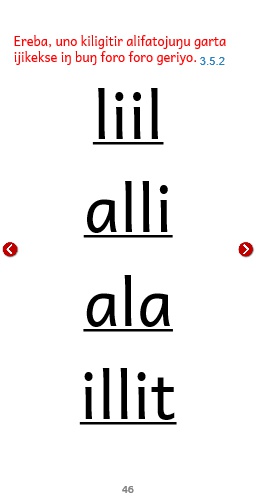 Ereba, uno kiligitir alifatojuŋu garta
ijikekse iŋ buŋ foro foro geriyo. 3.5.2
liil
alli
ala
illit
46